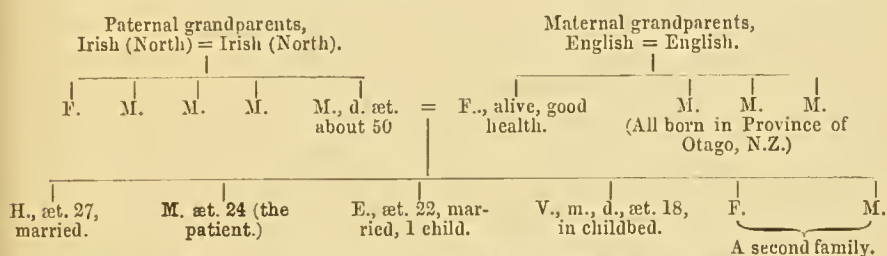 Paternal grandparents,
Irish (North) = Irish (North).
Maternal grandparents,
English = English.
F. M. M. M. M., d. æt.
about 50
=
F.., alive, good
health.
M. M. M.
(All born in Province of
Otago, N.Z.)
H., æt. 27,
married.
M. æt. 24 (the
patient.)
E., æt. 22, mar-
ried, 1 child.
V., m., d., æt. 18,
in childbed.
F. M.
A second family.